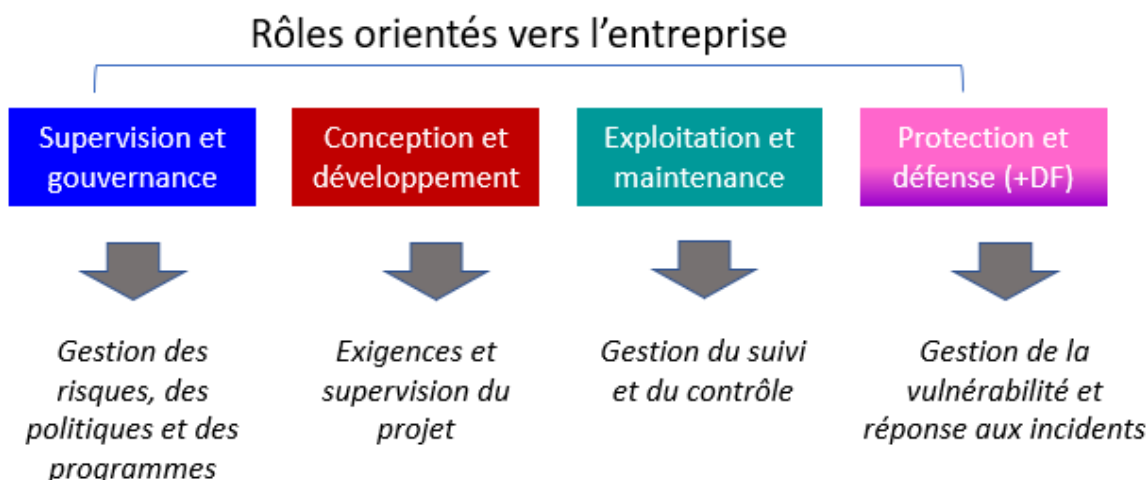 Rôles orientés vers l'entreprise
Supervision et
gouvernance
Conception et
développement
Exploitation et
maintenance
Protection et
défense (+DF)
Gestion des
risques, des
politiques et des
programmes
Exigences et
supervision du
projet
Gestion du suivi
et du contrôle
Gestion de la
vulnérabilité et
réponse aux incidents